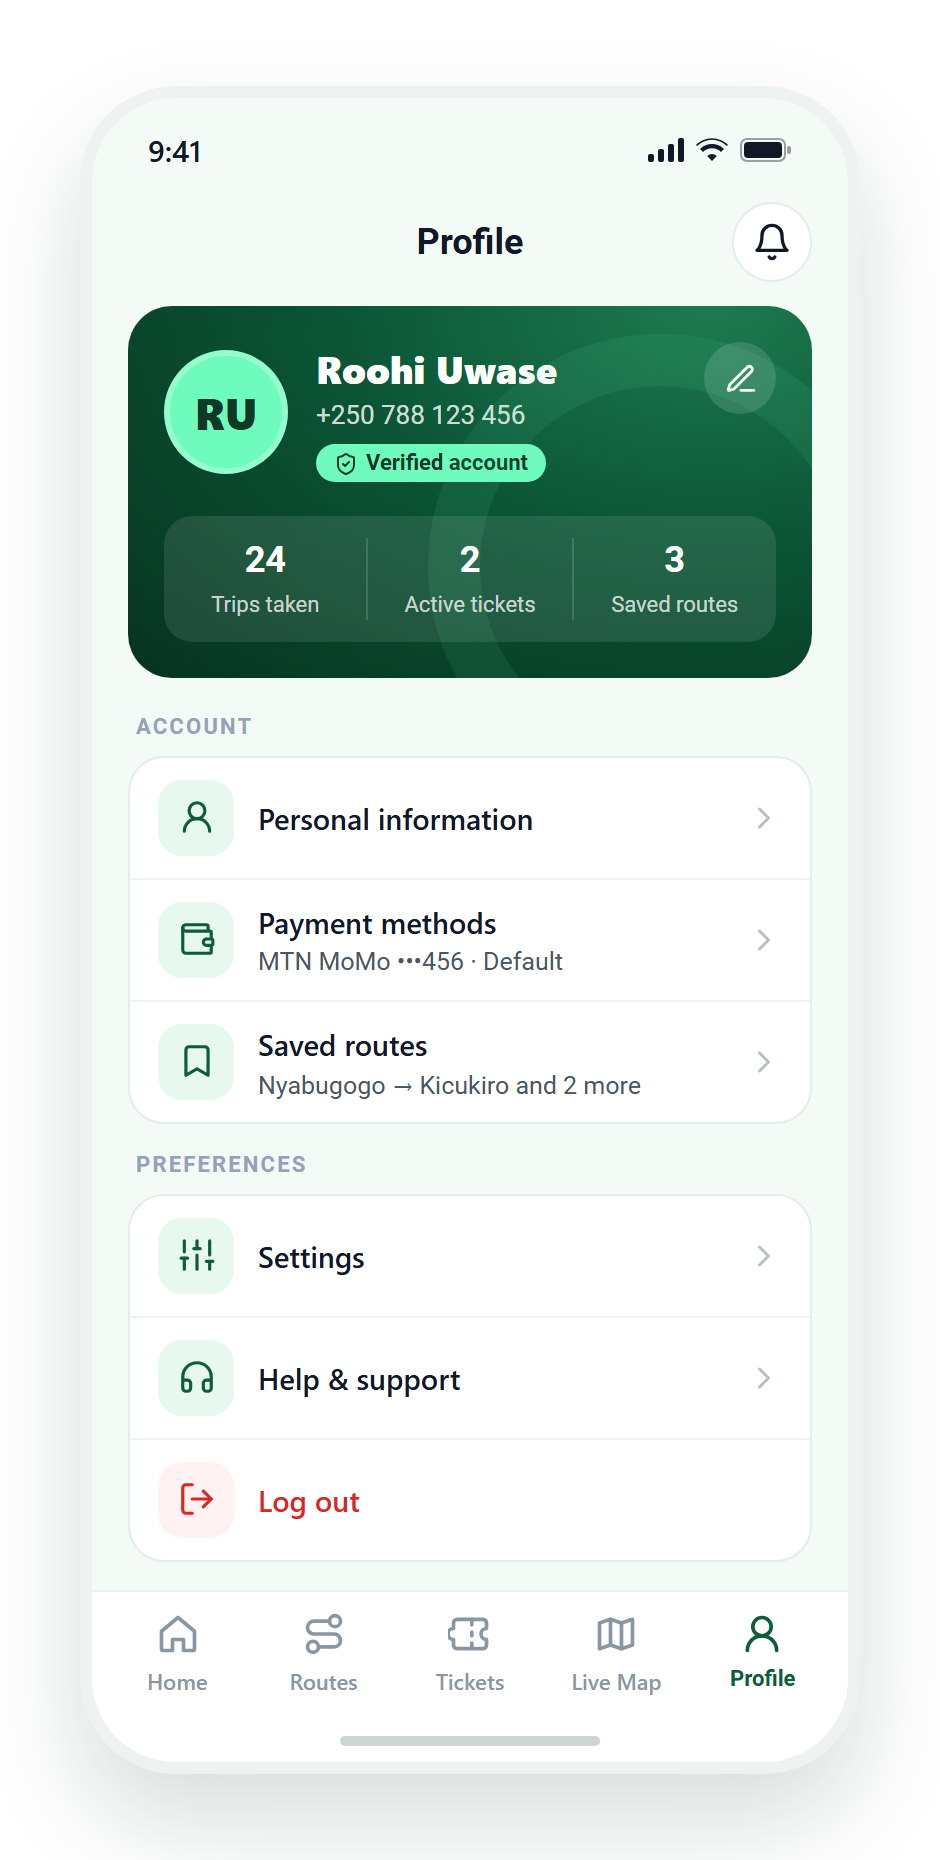 9:41
Profile
RU
Roohi Uwase
+250 788 123 456
Verified account
24
Trips taken
2
Active tickets
3
Saved routes
ACCOUNT
Personal information
Payment methods
MTN MoMo •••456 · Default
Saved routes
Nyabugogo → Kicukiro and 2 more
PREFERENCES
Settings
Help & support
Log out
Home
Routes
Tickets
Live Map
Profile